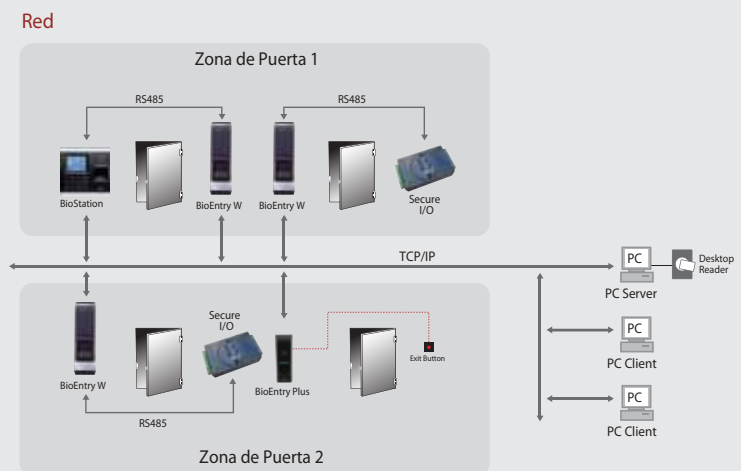 Red
Zona de Puerta 1
RS485
RS485
BioStation
BioEntry W
BioEntry W
Secure
I/O
TCP/IP
PC
Desktop
Reader
PC Server
PC
PC Client
PC
PC Client
Secure
I/O
BioEntry W
BioEntry Plus
Exit Button
RS485
Zona de Puerta 2